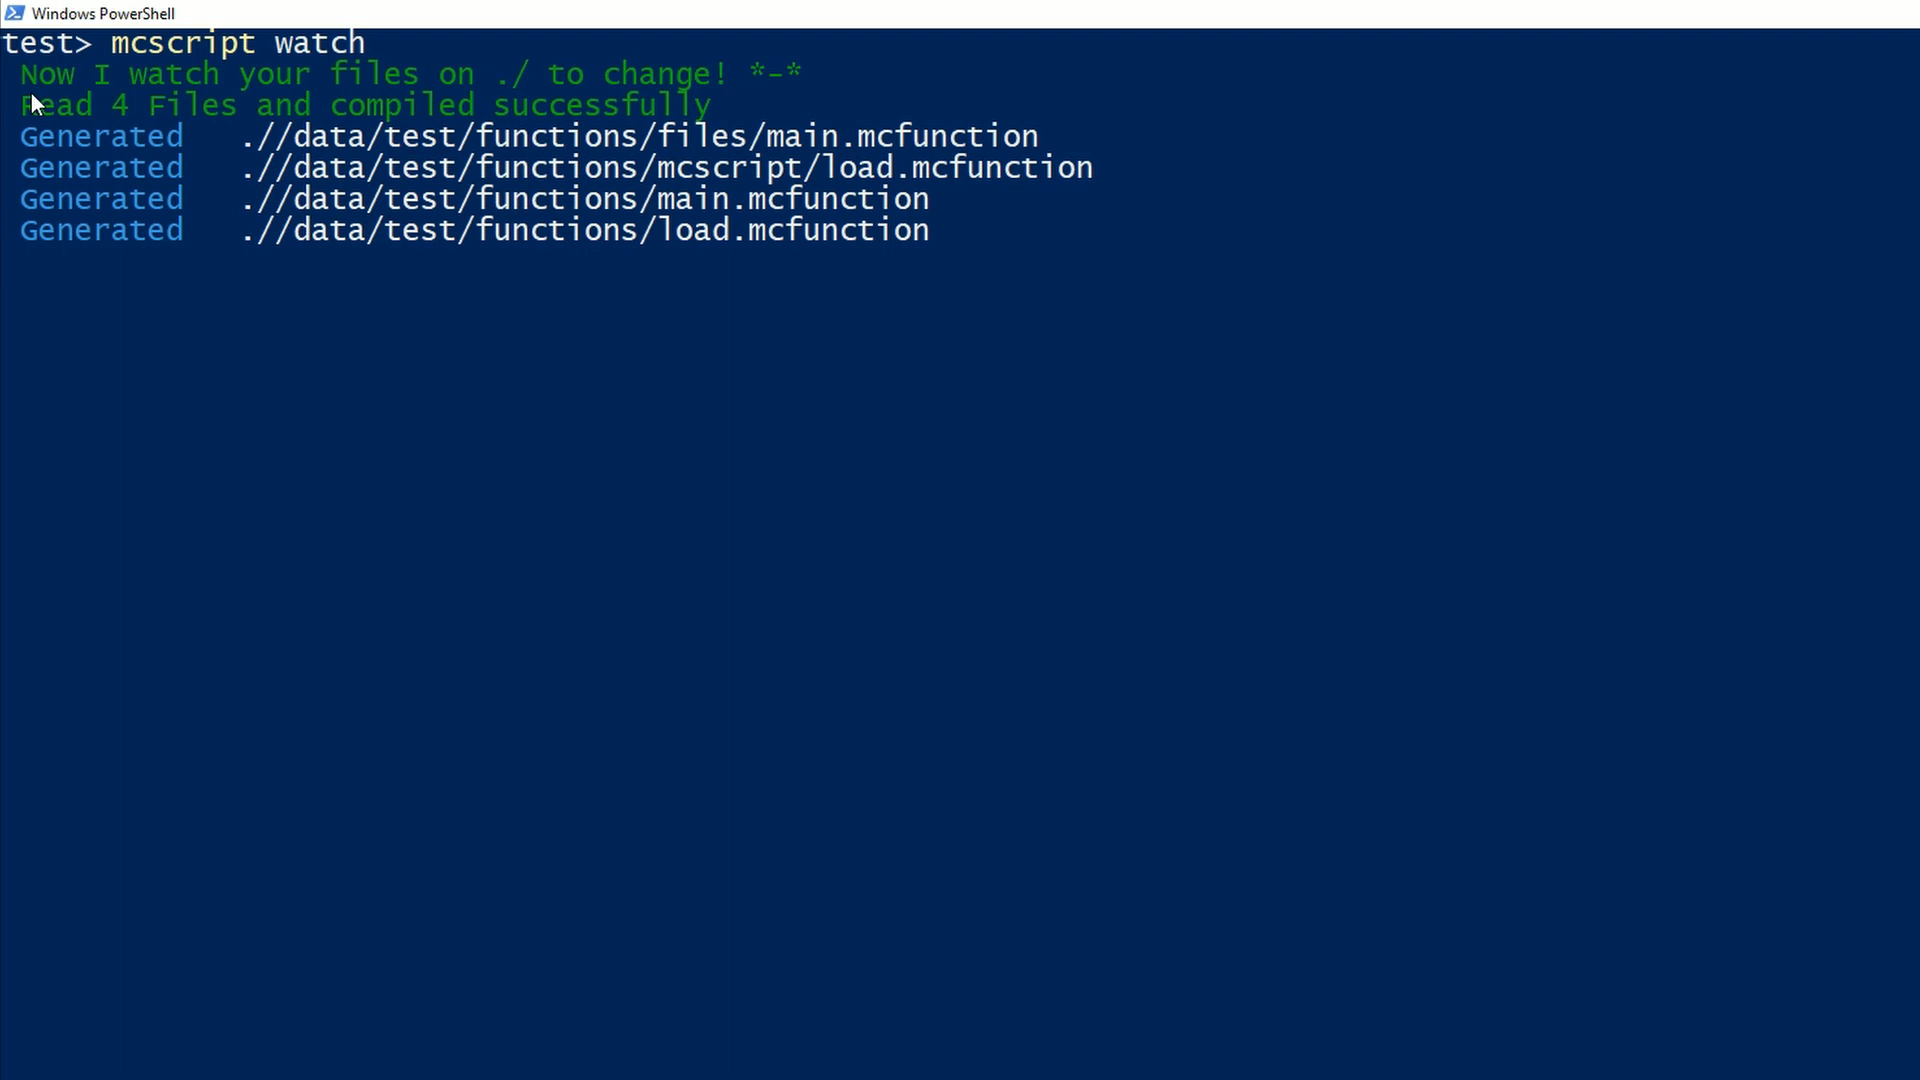 Windows PowerShell
test> mcscript watch
Now I watch your files on ./ to change! *-*
Read 4 Files and compiled successfully
Generated   .//data/test/functions/files/main.mcfunction
Generated   .//data/test/functions/mcscript/load.mcfunction
Generated   .//data/test/functions/main.mcfunction
Generated   .//data/test/functions/load.mcfunction